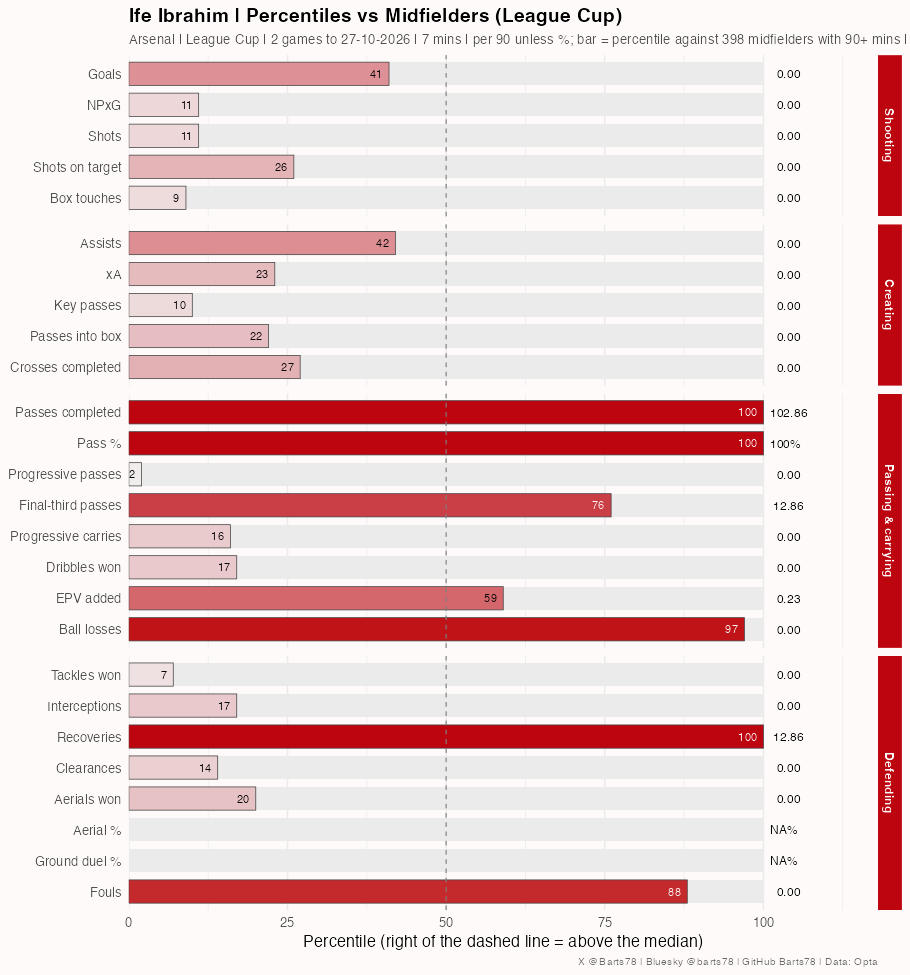 Ife Ibrahim | Percentiles vs Midfielders (League Cup)
Arsenal | League Cup | 2 games to 27-10-2026 | 7 mins | per 90 unless %; bar = percentile against 398 midfielders with 90+ mins |
Goals 41 0.00
NPxG 11 0.00
Shots 11 0.00
Shots on target 26 0.00
Box touches 9 0.00
Shooting
Assists 42 0.00
xA 23 0.00
Key passes 10 0.00
Passes into box 22 0.00
Crosses completed 27 0.00
Creating
Passes completed 100 102.86
Pass % 100 100%
Progressive passes 2 0.00
Final-third passes 76 12.86
Progressive carries 16 0.00
Dribbles won 17 0.00
EPV added 59 0.23
Ball losses 97 0.00
Passing & carrying
Tackles won 7 0.00
Interceptions 17 0.00
Recoveries 100 12.86
Clearances 14 0.00
Aerials won 20 0.00
Aerial % NA%
Ground duel % NA%
Fouls 88 0.00
Defending
0 25 50 75 100
Percentile (right of the dashed line = above the median)
X @Barts78 | Bluesky @barts78 | GitHub Barts78 | Data: Opta